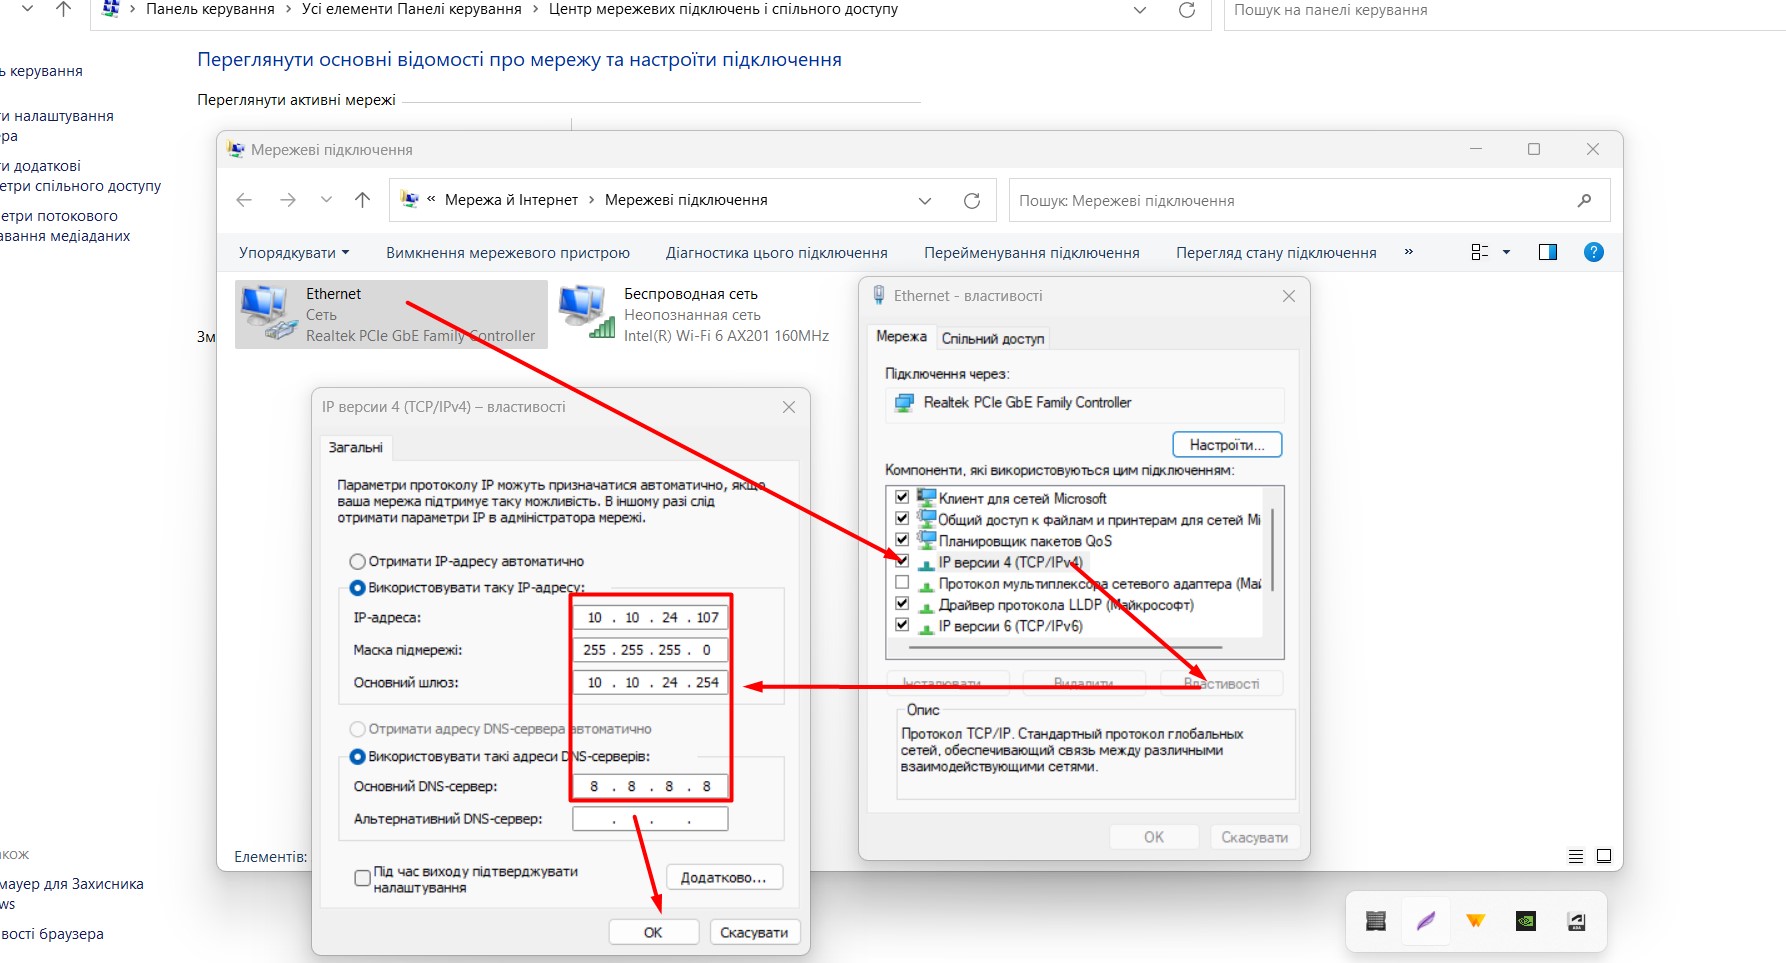 Панель керування › Усі елементи Панелі керування › Центр мережевих підключень і спільного доступу
Пошук на панелі керування
ь керування
Переглянути основні відомості про мережу та настроїти підключення
Переглянути активні мережі
ти налаштування
ера
ти додаткові
етри спільного доступу
етри потокового
авання медіаданих
Зм
Мережеві підключення
« Мережа й Інтернет › Мережеві підключення
Пошук: Мережеві підключення
Упорядкувати
Вимкнення мережевого пристрою
Діагностика цього підключення
Перейменування підключення
Перегляд стану підключення
»
Ethernet
Сеть
Realtek PCIe GbE Family Controller
Беспроводная сеть
Неопознанная сеть
Intel(R) Wi-Fi 6 AX201 160MHz
IP версии 4 (TCP/IPv4) – властивості
Загальні
Параметри протоколу IP можуть призначатися автоматично, якщо
ваша мережа підтримує таку можливість. В іншому разі слід
отримати параметри IP в адміністратора мережі.
Отримати IP-адресу автоматично
Використовувати таку IP-адресу:
IP-адреса: 10 . 10 . 24 . 107
Маска підмережі: 255 . 255 . 255 . 0
Основний шлюз: 10 . 10 . 24 . 254
Отримати адресу DNS-сервера автоматично
Використовувати такі адреси DNS-серверів:
Основний DNS-сервер: 8 . 8 . 8 . 8
Альтернативний DNS-сервер: . . .
Під час виходу підтверджувати
налаштування
Додатково...
OK
Скасувати
Ethernet - властивості
Мережа
Спільний доступ
Підключення через:
Realtek PCIe GbE Family Controller
Настроїти...
Компоненти, які використовуються цим підключенням:
Клиент для сетей Microsoft
Общий доступ к файлам и принтерам для сетей Mi
Планировщик пакетов QoS
IP версии 4 (TCP/IPv4)
Протокол мультиплексора сетевого адаптера (Май
Драйвер протокола LLDP (Майкрософт)
IP версии 6 (TCP/IPv6)
Інсталювати...
Видалити
Властивості
Опис
Протокол TCP/IP. Стандартный протокол глобальных
сетей, обеспечивающий связь между различными
взаимодействующими сетями.
OK
Скасувати
Елементів:
акож
мауер для Захисника
ws
вості браузера